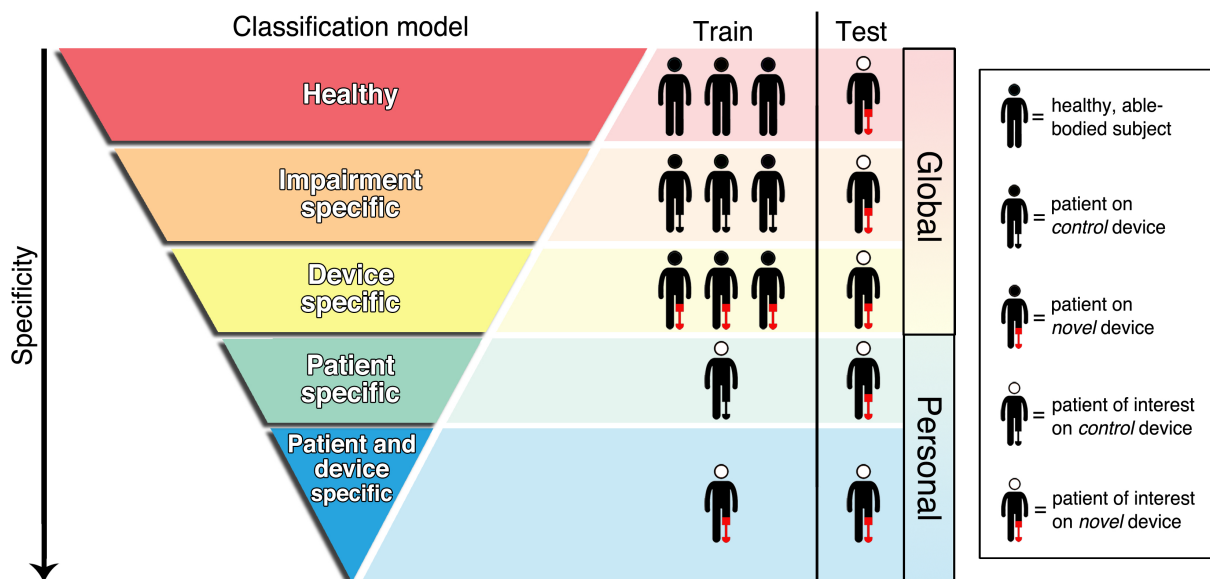 Classification model
Train
Test
Specificity
Healthy
Impairment
specific
Device
specific
Patient
specific
Patient and
device
specific
Global
Personal
= healthy, able-
bodied subject
= patient on
control device
= patient on
novel device
= patient of interest
on control device
= patient of interest
on novel device